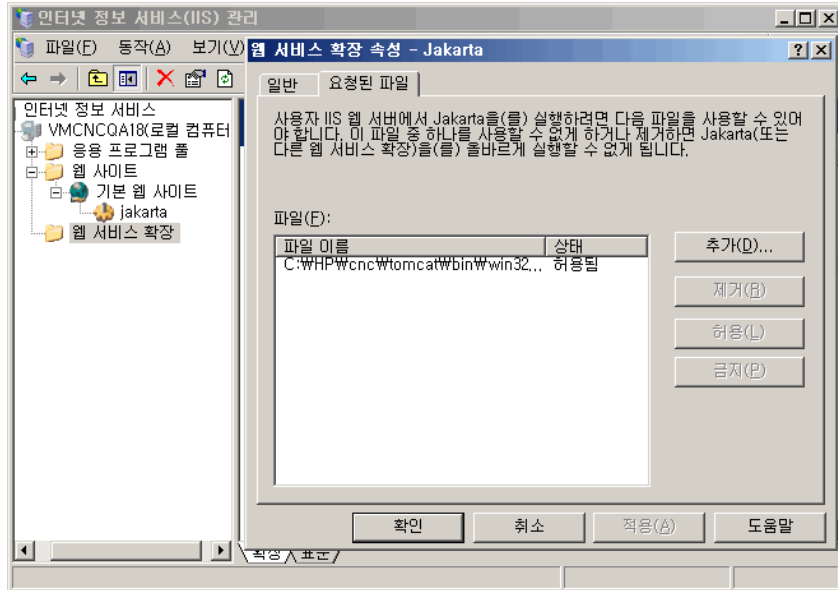 인터넷 정보 서비스(IIS) 관리
파일(F) 동작(A) 보기(V)
인터넷 정보 서비스
VMCNCQA18(로컬 컴퓨터
응용 프로그램 풀
웹 사이트
기본 웹 사이트
jakarta
웹 서비스 확장
웹 서비스 확장 속성 - Jakarta
일반 요청된 파일
사용자 IIS 웹 서버에서 Jakarta을(를) 실행하려면 다음 파일을 사용할 수 있어
야 합니다. 이 파일 중 하나를 사용할 수 없게 하거나 제거하면 Jakarta(또는
다른 웹 서비스 확장)을(를) 올바르게 실행할 수 없게 됩니다.
파일(F):
파일 이름 상태
C:₩HP₩cnc₩tomcat₩bin₩win32... 허용됨
추가(D)...
제거(R)
허용(L)
금지(P)
확인 취소 적용(A) 도움말
확장 표준